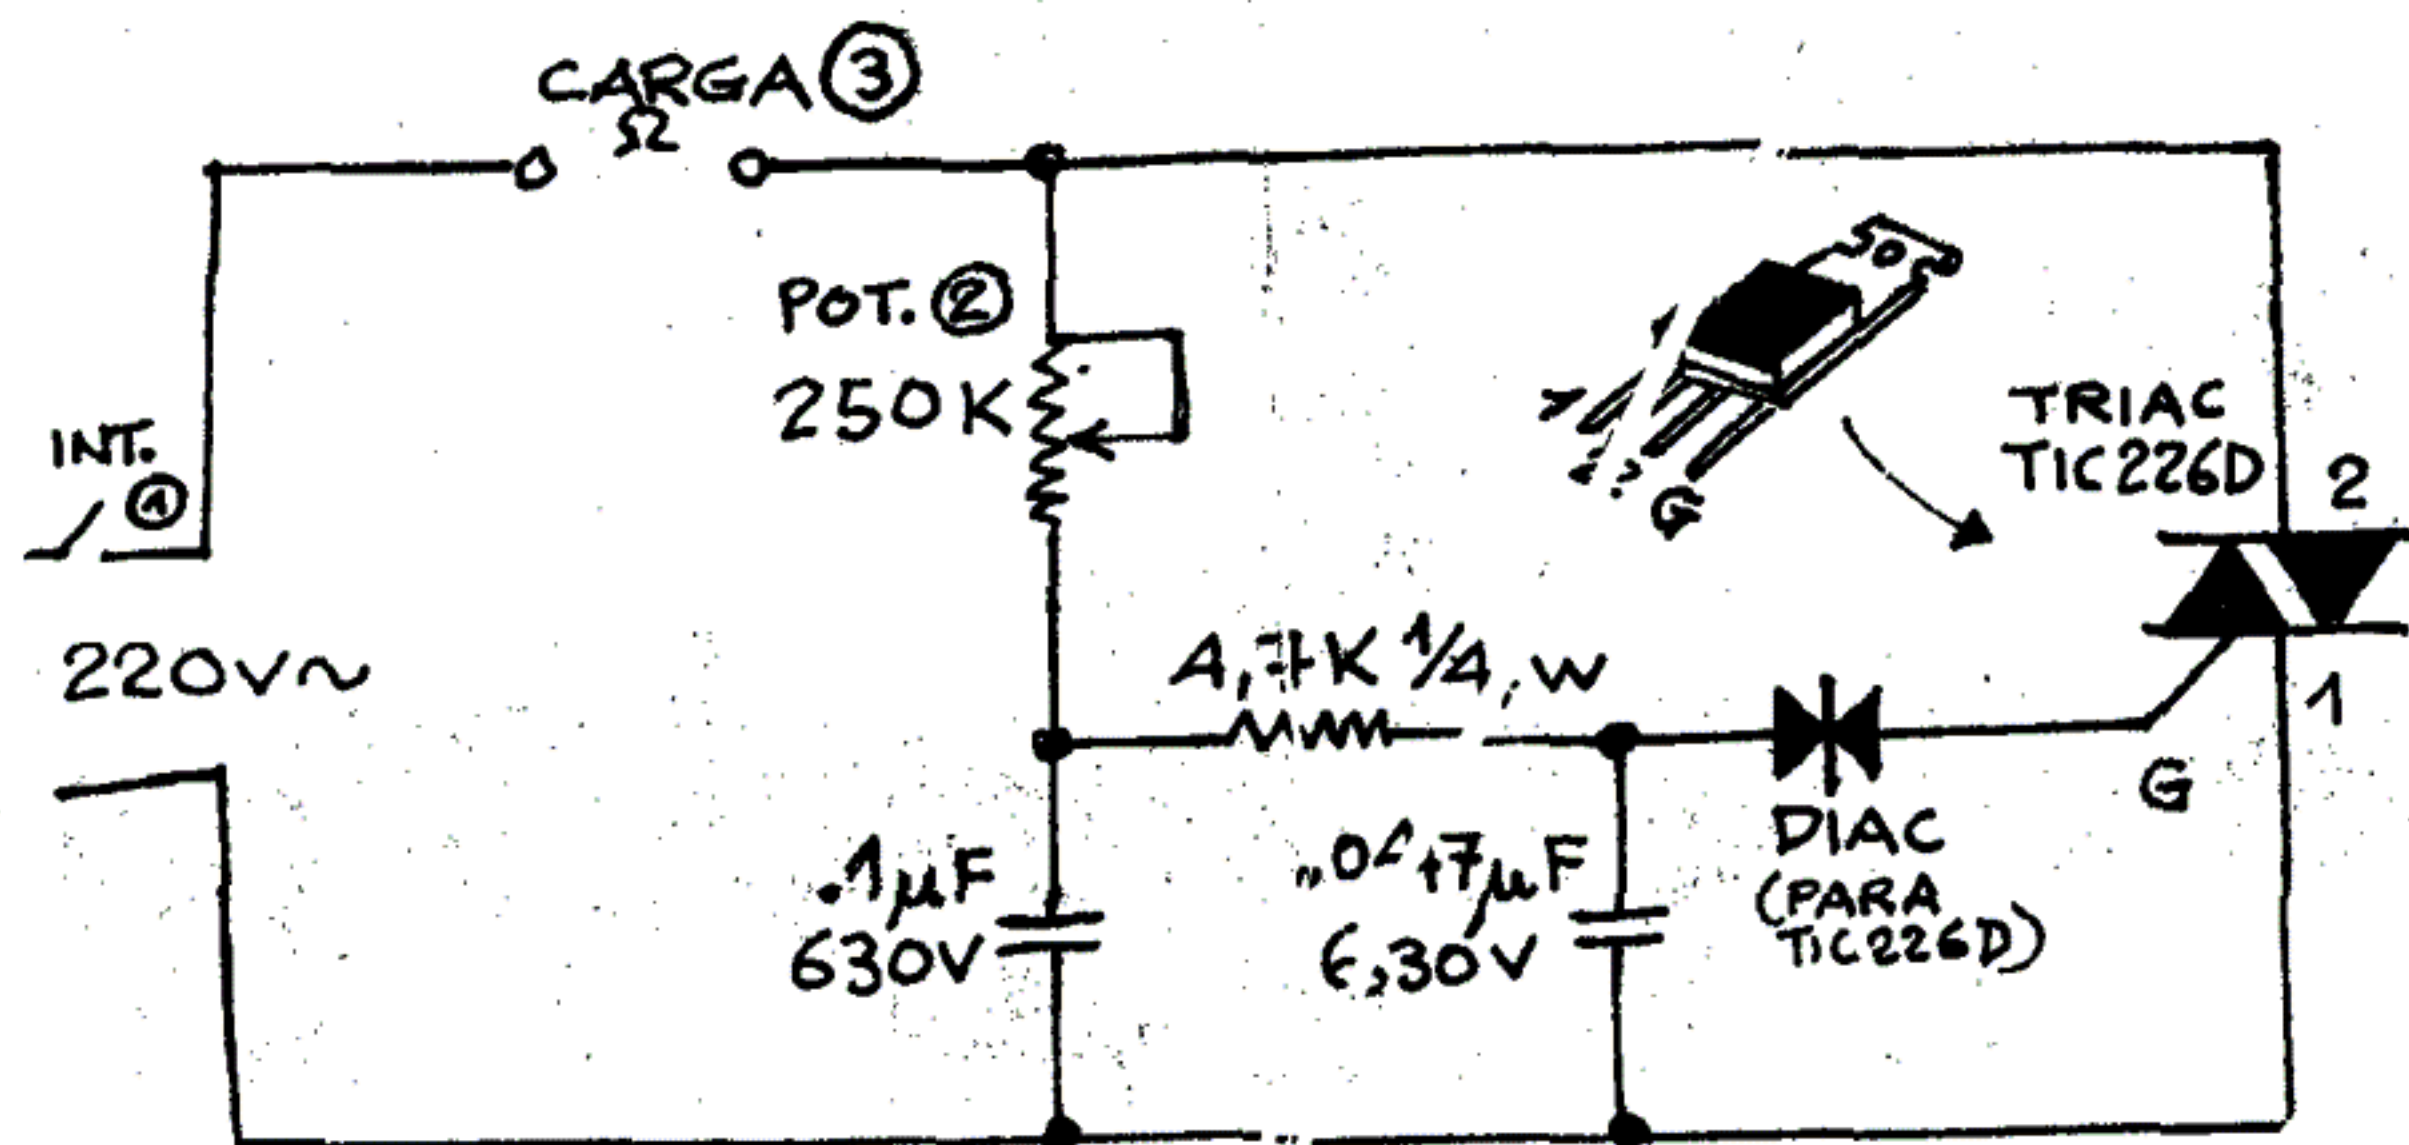 CARGA ③
Ω
POT. ②
250K
INT.
①
220V~
TRIAC
TIC226D
2
G
4,7K 1/4 W
1
G
.1µF
630V
.047µF
630V
DIAC
(PARA
TIC226D)